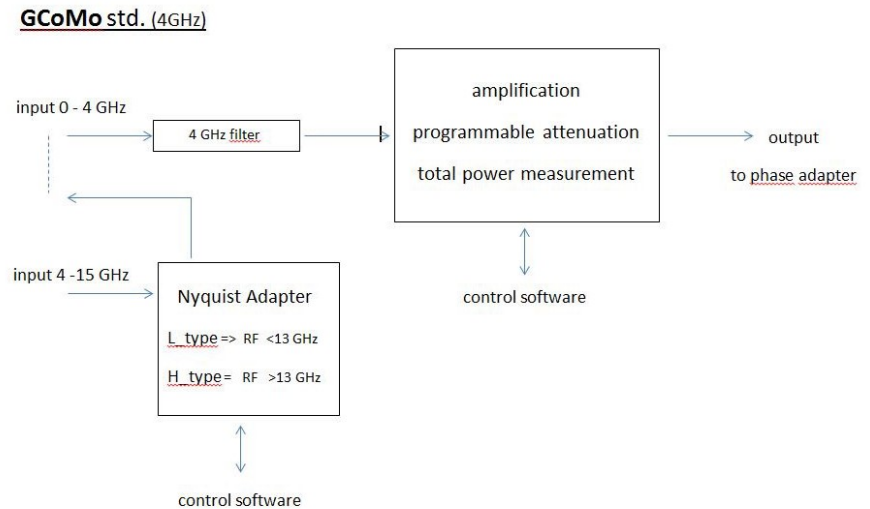 GCoMo std. (4GHz)
input 0 - 4 GHz
4 GHz filter
amplification
programmable attenuation
total power measurement
output
to phase adapter
control software
input 4 -15 GHz
Nyquist Adapter
L_type => RF <13 GHz
H_type = RF >13 GHz
control software